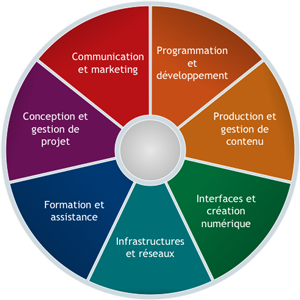 Communication
et marketing
Programmation
et
développement
Production et
gestion de
contenu
Interfaces et
création
numérique
Infrastructures
et réseaux
Formation et
assistance
Conception et
gestion de
projet